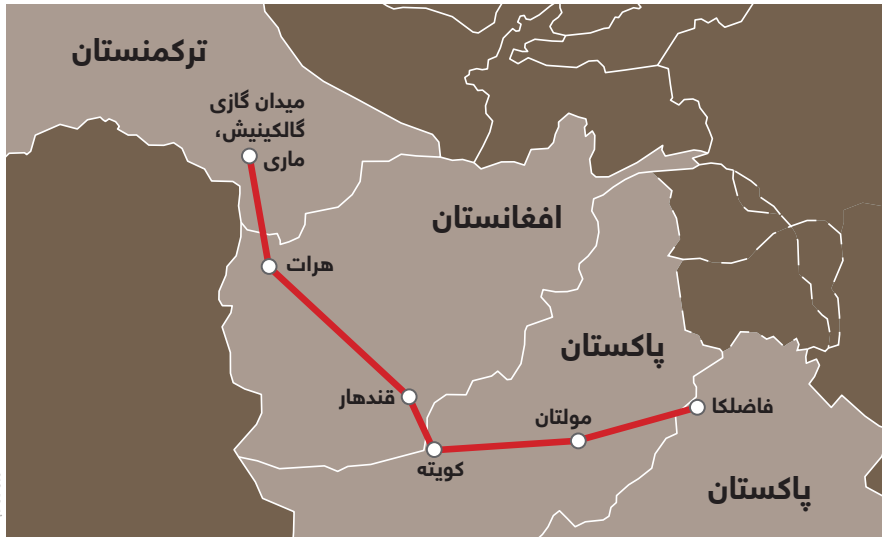 ترکمنستان
میدان گازی
گالکینیش،
ماری
افغانستان
هرات
پاکستان
قندهار
فاضلکا
مولتان
کویته
پاکستان